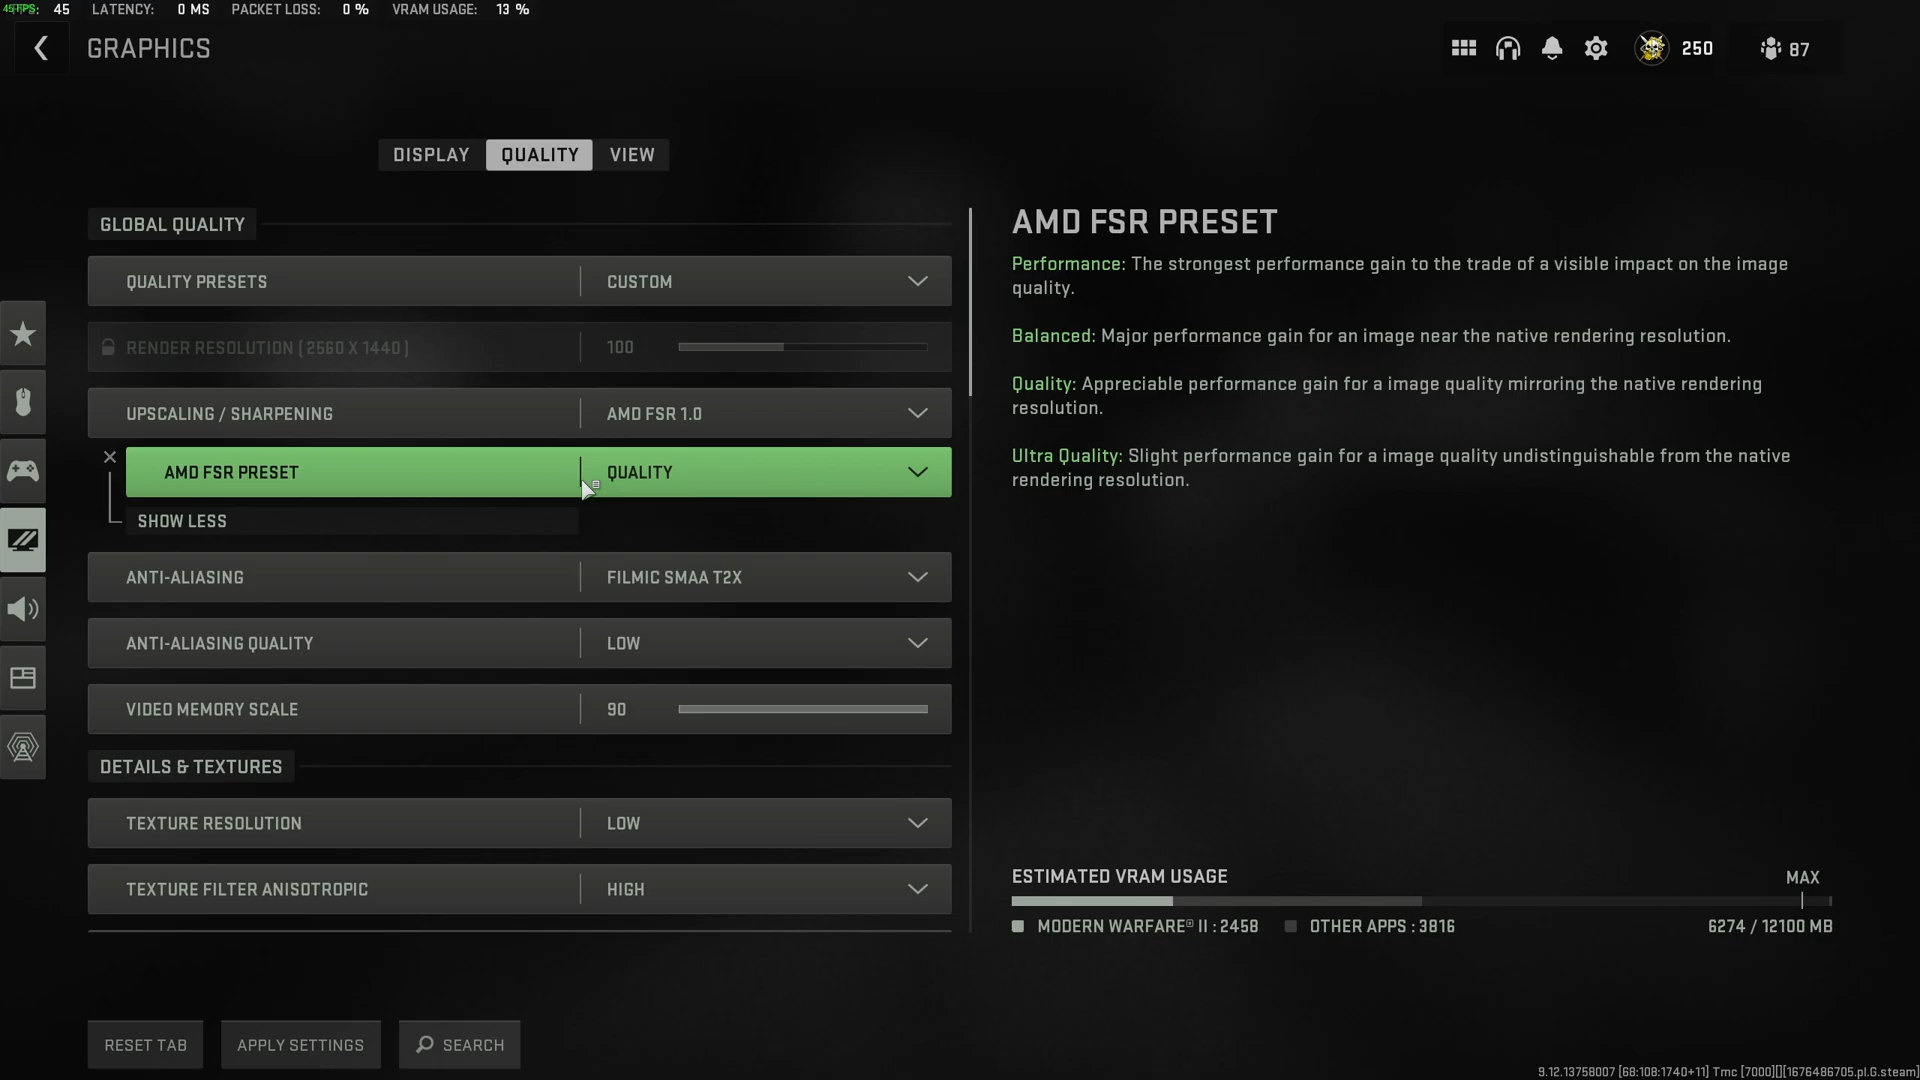 45FPS: 45 LATENCY: 0 MS PACKET LOSS: 0 % VRAM USAGE: 13 %
GRAPHICS
250
87
DISPLAY QUALITY VIEW
GLOBAL QUALITY
QUALITY PRESETS CUSTOM
RENDER RESOLUTION ( 2560 X 1440 ) 100
UPSCALING / SHARPENING AMD FSR 1.0
AMD FSR PRESET QUALITY
SHOW LESS
ANTI-ALIASING FILMIC SMAA T2X
ANTI-ALIASING QUALITY LOW
VIDEO MEMORY SCALE 90
DETAILS & TEXTURES
TEXTURE RESOLUTION LOW
TEXTURE FILTER ANISOTROPIC HIGH
AMD FSR PRESET
Performance: The strongest performance gain to the trade of a visible impact on the image
quality.
Balanced: Major performance gain for an image near the native rendering resolution.
Quality: Appreciable performance gain for a image quality mirroring the native rendering
resolution.
Ultra Quality: Slight performance gain for a image quality undistinguishable from the native
rendering resolution.
ESTIMATED VRAM USAGE MAX
MODERN WARFARE® II : 2458 OTHER APPS : 3816 6274 / 12100 MB
RESET TAB APPLY SETTINGS SEARCH
9.12.13758007 [68:108:1740+11] Tmc [7000][][1676486705.pl.G.steam]